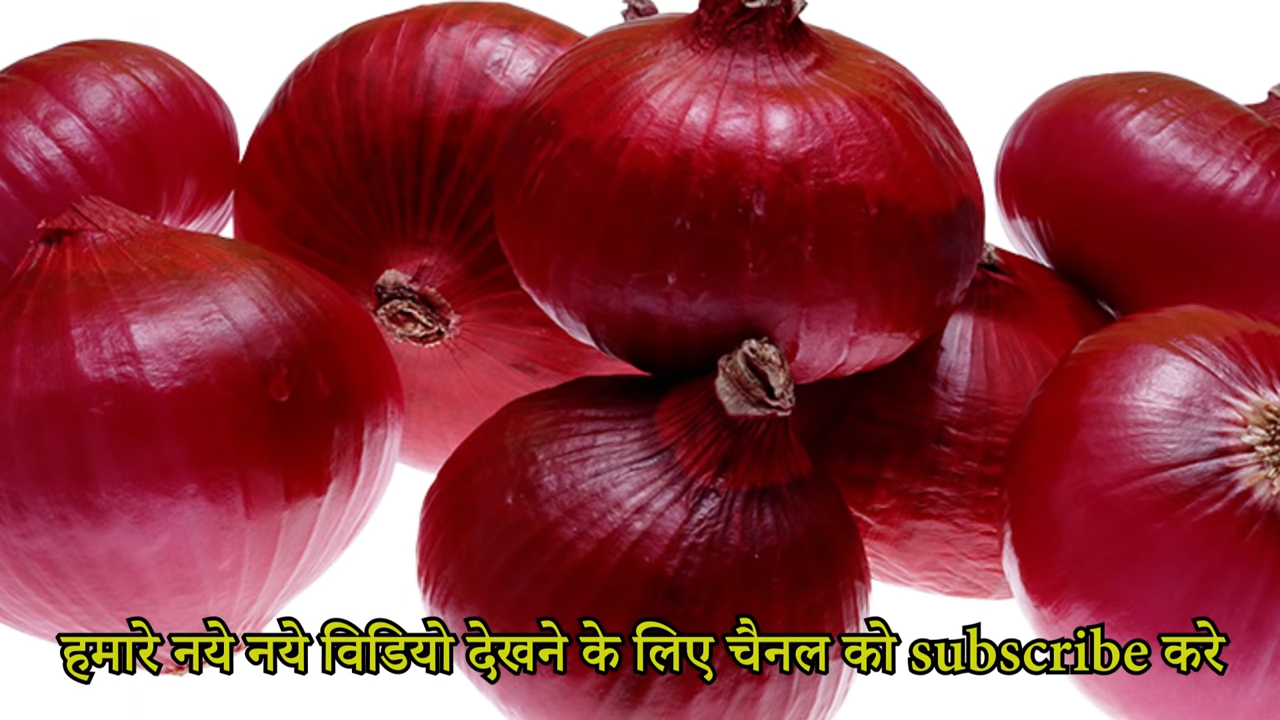 हमारे नये नये विडियो देखने के लिए चैनल को subscribe करे